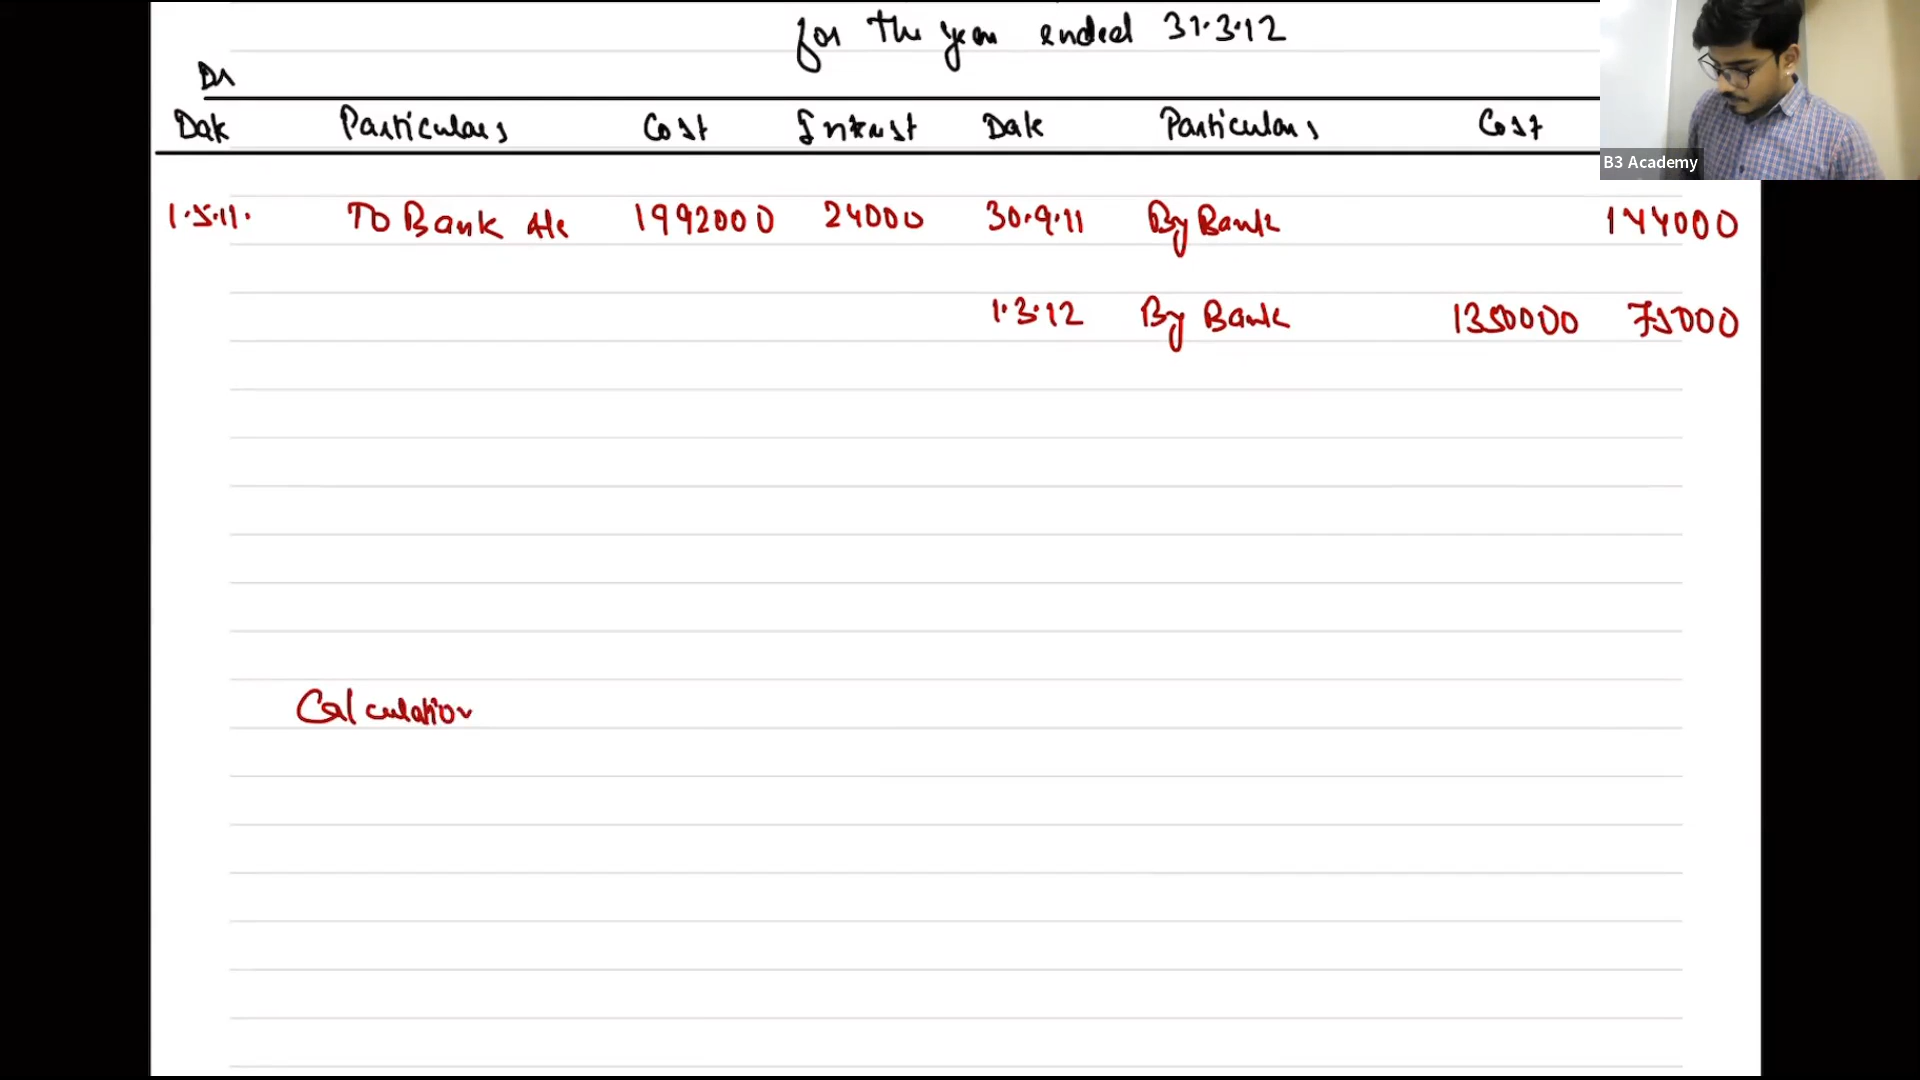 for the year ended 31.3.12
Dr
Date Particulars Cost Interest Date Particulars Cost
B3 Academy
1.5.11. To Bank A/c 1992000 24000 30.9.11 By Bank 144000
1.3.12 By Bank 1350000 75000
Calculation